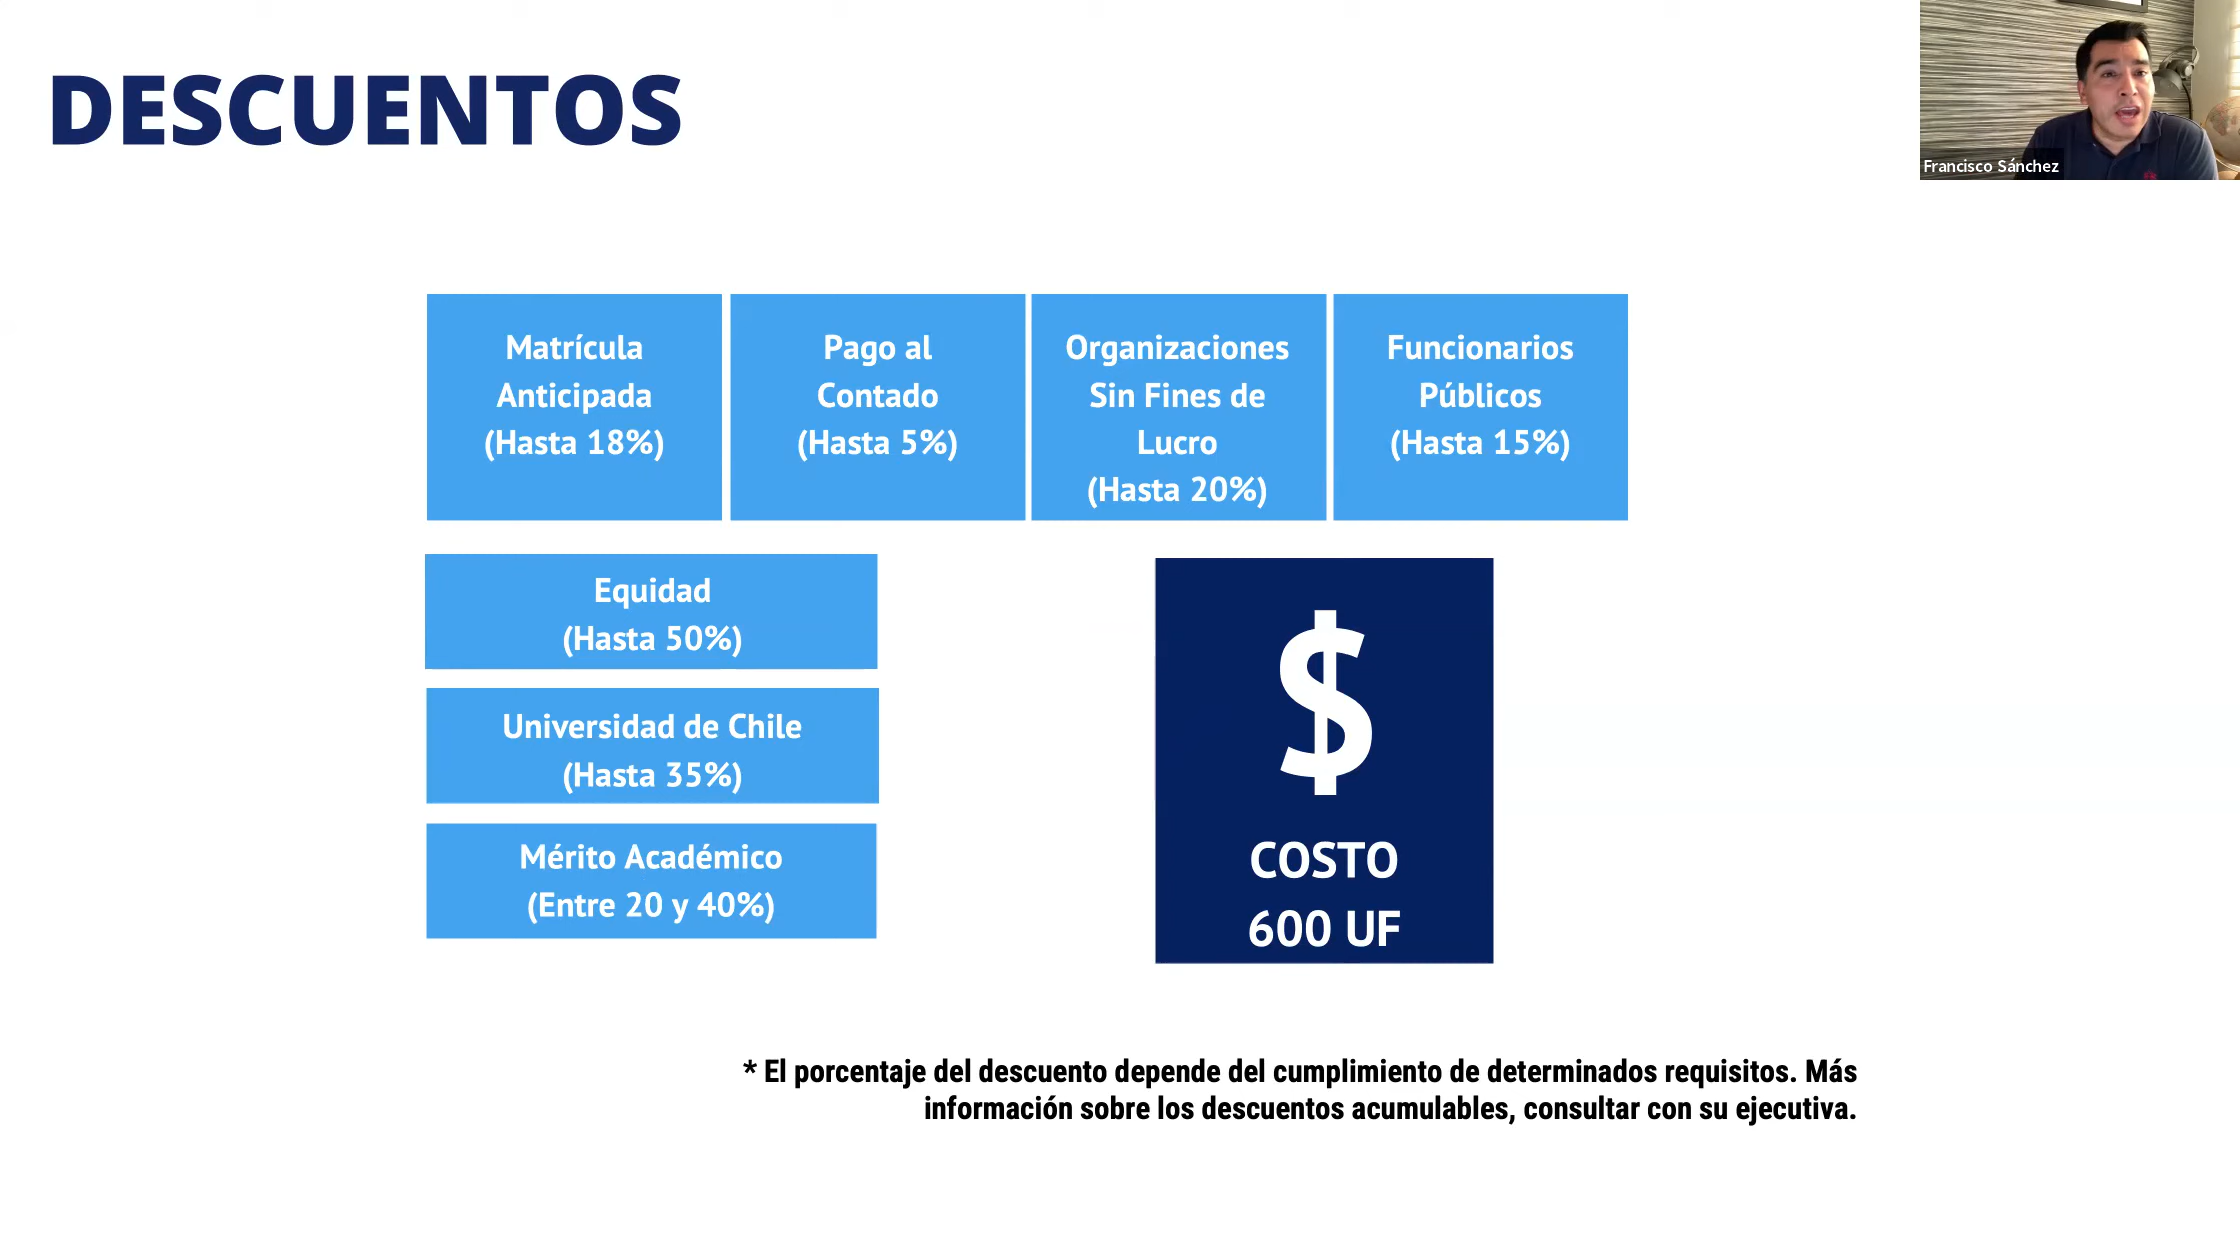 DESCUENTOS
Francisco Sánchez
Matrícula
Anticipada
(Hasta 18%)
Pago al
Contado
(Hasta 5%)
Organizaciones
Sin Fines de
Lucro
(Hasta 20%)
Funcionarios
Públicos
(Hasta 15%)
Equidad
(Hasta 50%)
Universidad de Chile
(Hasta 35%)
Mérito Académico
(Entre 20 y 40%)
$
COSTO
600 UF
* El porcentaje del descuento depende del cumplimiento de determinados requisitos. Más
información sobre los descuentos acumulables, consultar con su ejecutiva.